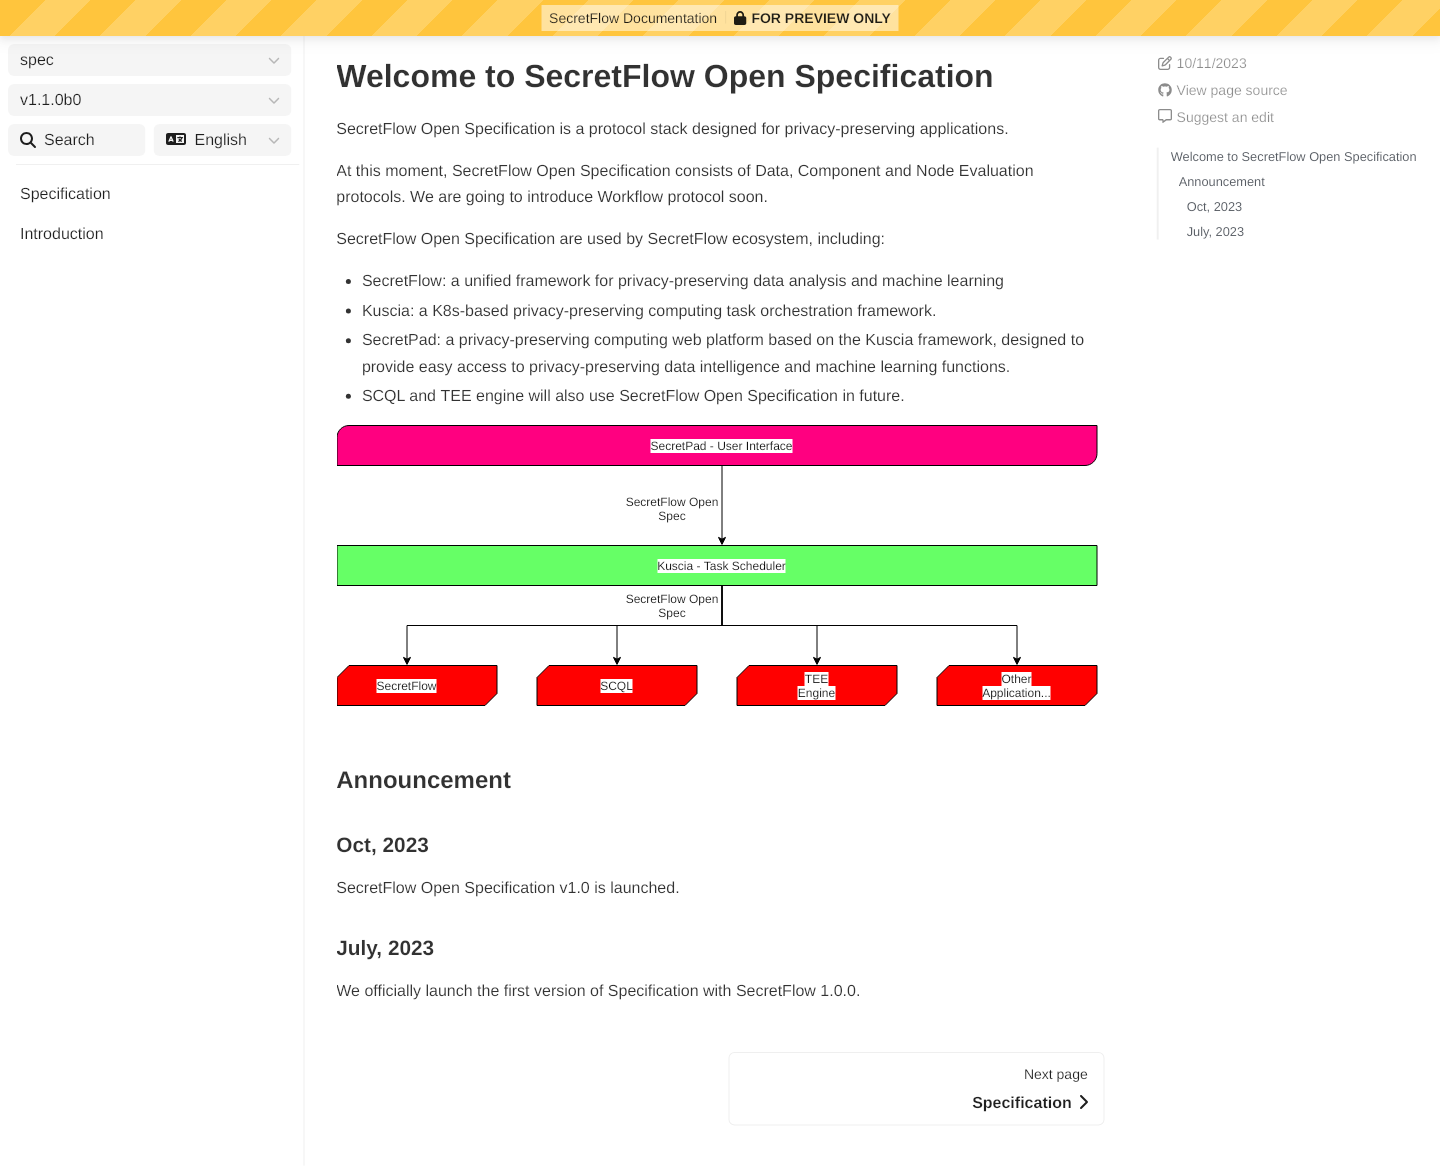 SecretFlow Documentation FOR PREVIEW ONLY
spec
v1.1.0b0
Search English
Specification
Introduction
Welcome to SecretFlow Open Specification
SecretFlow Open Specification is a protocol stack designed for privacy-preserving applications.
At this moment, SecretFlow Open Specification consists of Data, Component and Node Evaluation
protocols. We are going to introduce Workflow protocol soon.
SecretFlow Open Specification are used by SecretFlow ecosystem, including:
• SecretFlow: a unified framework for privacy-preserving data analysis and machine learning
• Kuscia: a K8s-based privacy-preserving computing task orchestration framework.
• SecretPad: a privacy-preserving computing web platform based on the Kuscia framework, designed to
provide easy access to privacy-preserving data intelligence and machine learning functions.
• SCQL and TEE engine will also use SecretFlow Open Specification in future.
SecretPad - User Interface
SecretFlow Open
Spec
Kuscia - Task Scheduler
SecretFlow Open
Spec
SecretFlow
SCQL
TEE
Engine
Other
Application...
Announcement
Oct, 2023
SecretFlow Open Specification v1.0 is launched.
July, 2023
We officially launch the first version of Specification with SecretFlow 1.0.0.
Next page
Specification
10/11/2023
View page source
Suggest an edit
Welcome to SecretFlow Open Specification
Announcement
Oct, 2023
July, 2023